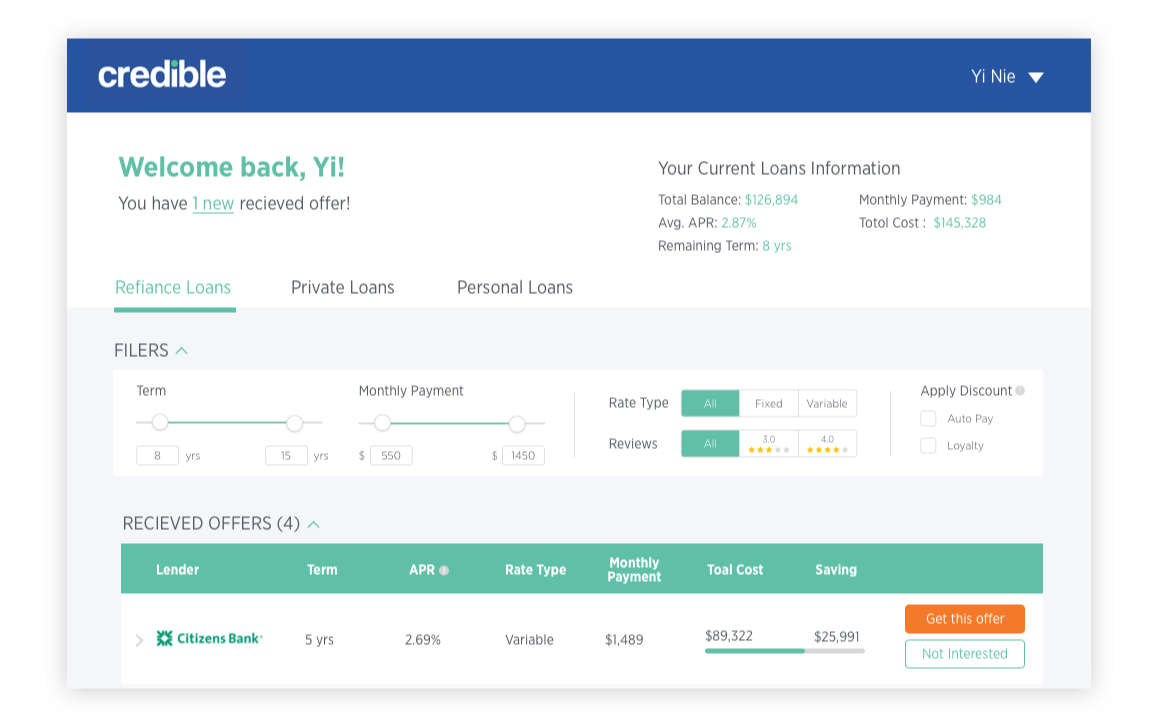 credible
Yi Nie
Welcome back, Yi!
You have 1 new recieved offer!
Your Current Loans Information
Total Balance: $126,894
Monthly Payment: $984
Avg. APR: 2.87%
Total Cost : $145,328
Remaining Term: 8 yrs
Refiance Loans
Private Loans
Personal Loans
FILERS
Term
Monthly Payment
8 yrs
15 yrs
$ 550
$ 1450
Rate Type
All
Fixed
Variable
Reviews
All
3.0
4.0
Apply Discount
Auto Pay
Loyalty
RECIEVED OFFERS (4)
Lender
Term
APR
Rate Type
Monthly
Payment
Toal Cost
Saving
Citizens Bank
5 yrs
2.69%
Variable
$1,489
$89,322
$25,991
Get this offer
Not Interested